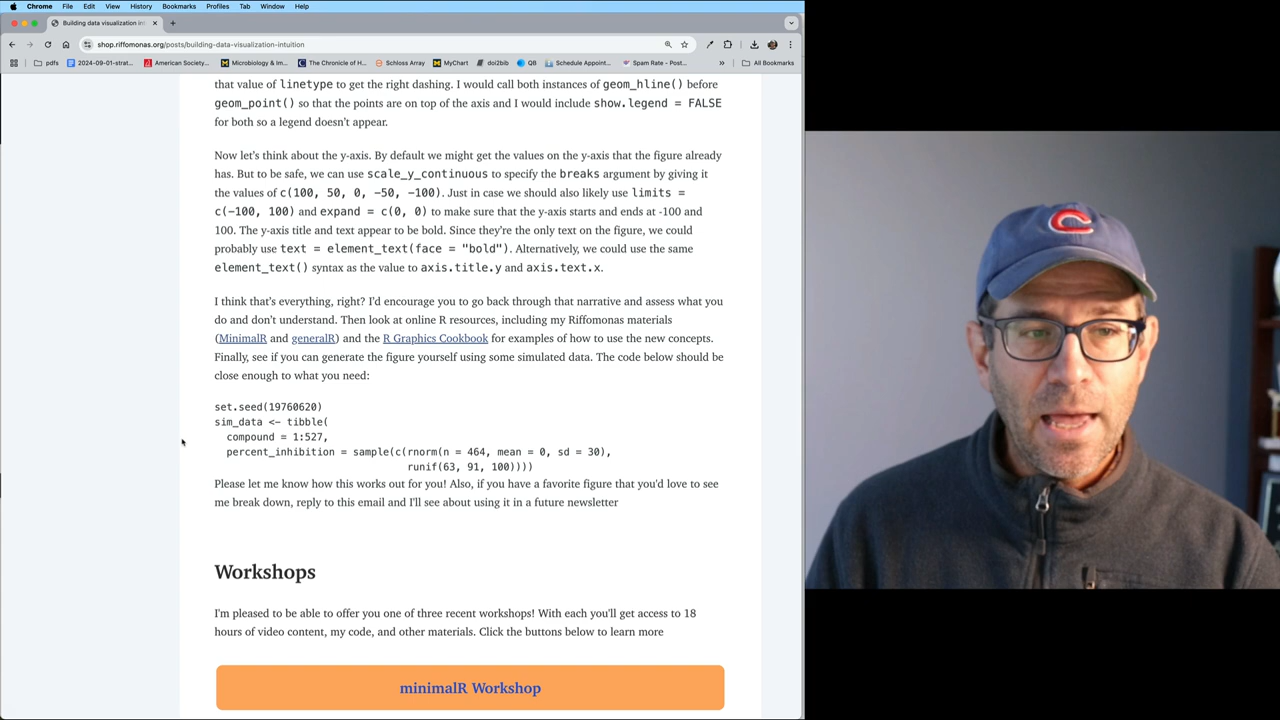 Chrome File Edit View History Bookmarks Profiles Tab Window Help
Building data visualization int
shop.riffomonas.org/posts/building-data-visualization-intuition
pdfs 2024-09-01-strat... American Society... Microbiology & Im... The Chronicle of H... Schloss Array MyChart doi2bib QB Schedule Appoint... Spam Rate - Post... » All Bookmarks
that value of linetype to get the right dashing. I would call both instances of geom_hline() before
geom_point() so that the points are on top of the axis and I would include show.legend = FALSE
for both so a legend doesn't appear.
Now let's think about the y-axis. By default we might get the values on the y-axis that the figure already
has. But to be safe, we can use scale_y_continuous to specify the breaks argument by giving it
the values of c(100, 50, 0, -50, -100). Just in case we should also likely use limits =
c(-100, 100) and expand = c(0, 0) to make sure that the y-axis starts and ends at -100 and
100. The y-axis title and text appear to be bold. Since they're the only text on the figure, we could
probably use text = element_text(face = "bold"). Alternatively, we could use the same
element_text() syntax as the value to axis.title.y and axis.text.x.
I think that's everything, right? I'd encourage you to go back through that narrative and assess what you
do and don't understand. Then look at online R resources, including my Riffomonas materials
(MinimalR and generalR) and the R Graphics Cookbook for examples of how to use the new concepts.
Finally, see if you can generate the figure yourself using some simulated data. The code below should be
close enough to what you need:
set.seed(19760620)
sim_data <- tibble(
compound = 1:527,
percent_inhibition = sample(c(rnorm(n = 464, mean = 0, sd = 30),
runif(63, 91, 100))))
Please let me know how this works out for you! Also, if you have a favorite figure that you'd love to see
me break down, reply to this email and I'll see about using it in a future newsletter
Workshops
I'm pleased to be able to offer you one of three recent workshops! With each you'll get access to 18
hours of video content, my code, and other materials. Click the buttons below to learn more
minimalR Workshop
C